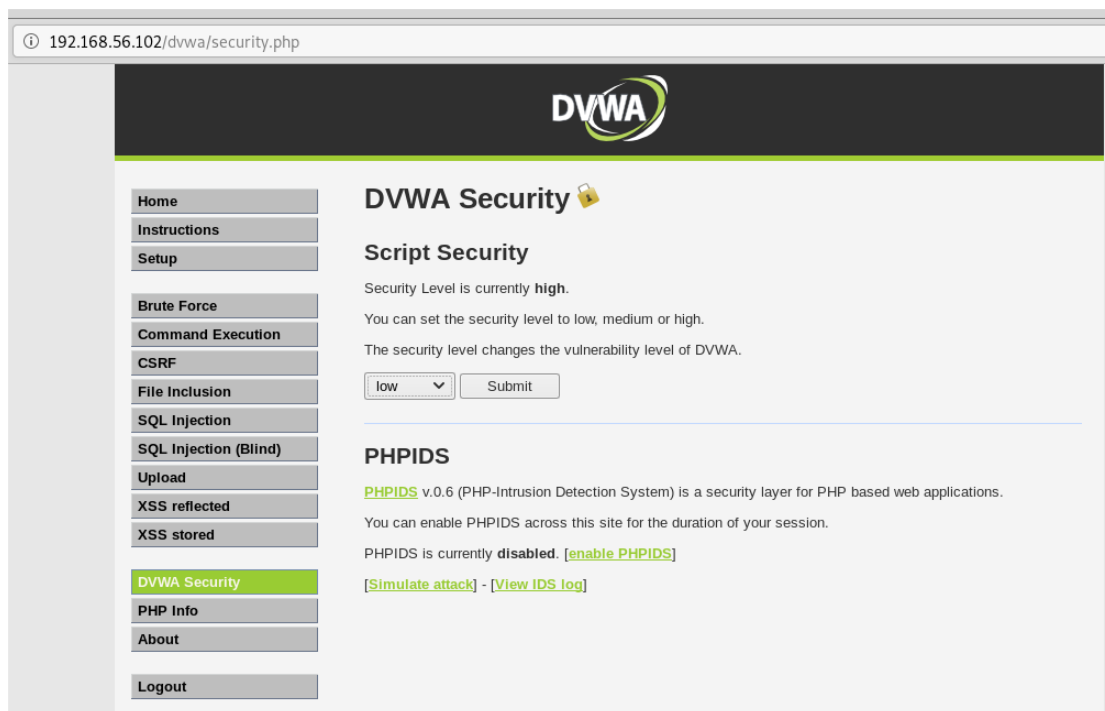 192.168.56.102/dvwa/security.php
DVWA
Home
Instructions
Setup
Brute Force
Command Execution
CSRF
File Inclusion
SQL Injection
SQL Injection (Blind)
Upload
XSS reflected
XSS stored
DVWA Security
PHP Info
About
Logout
DVWA Security
Script Security
Security Level is currently high.
You can set the security level to low, medium or high.
The security level changes the vulnerability level of DVWA.
low Submit
PHPIDS
PHPIDS v.0.6 (PHP-Intrusion Detection System) is a security layer for PHP based web applications.
You can enable PHPIDS across this site for the duration of your session.
PHPIDS is currently disabled. [enable PHPIDS]
[Simulate attack] - [View IDS log]